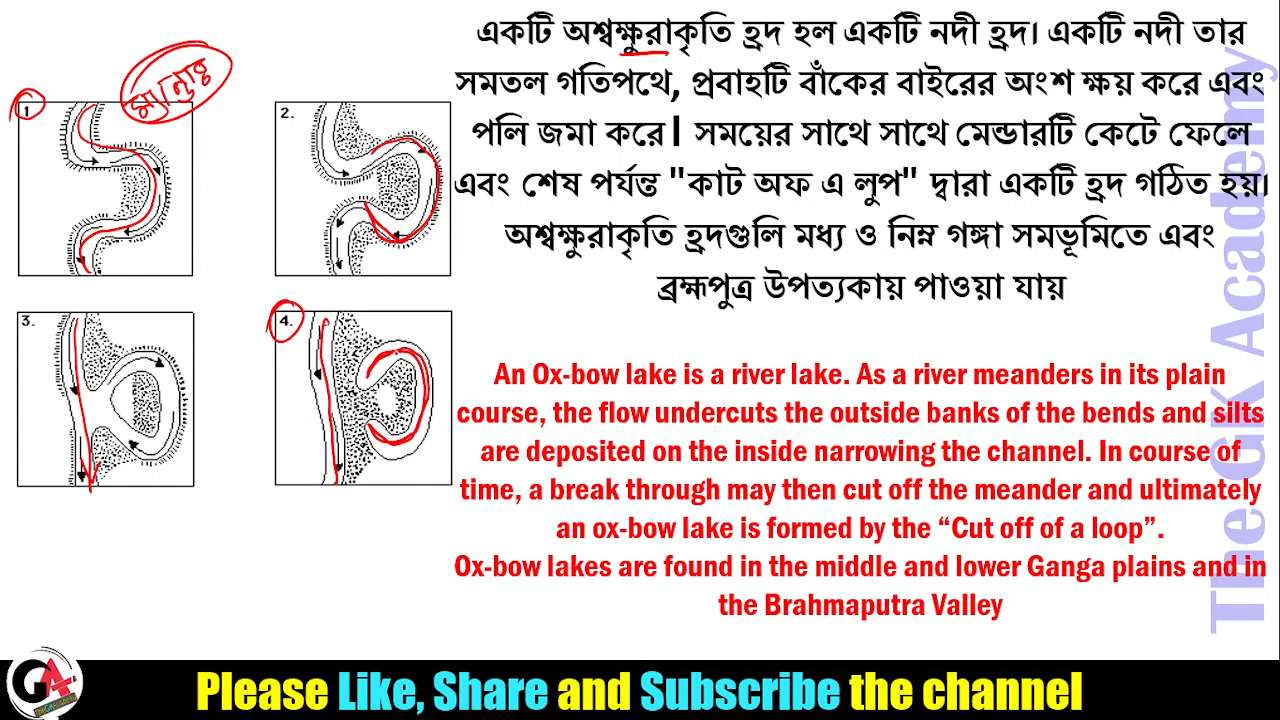 একটি অশ্বক্ষুরাকৃতি হ্রদ হল একটি নদী হ্রদ। একটি নদী তার
সমতল গতিপথে, প্রবাহটি বাঁকের বাইরের অংশ ক্ষয় করে এবং
পলি জমা করে। সময়ের সাথে সাথে মেন্ডারটি কেটে ফেলে
এবং শেষ পর্যন্ত "কাট অফ এ লুপ" দ্বারা একটি হ্রদ গঠিত হয়।
অশ্বক্ষুরাকৃতি হ্রদগুলি মধ্য ও নিম্ন গঙ্গা সমভূমিতে এবং
ব্রহ্মপুত্র উপত্যকায় পাওয়া যায়
1
2.
3.
4.
An Ox-bow lake is a river lake. As a river meanders in its plain
course, the flow undercuts the outside banks of the bends and silts
are deposited on the inside narrowing the channel. In course of
time, a break through may then cut off the meander and ultimately
an ox-bow lake is formed by the “Cut off of a loop”.
Ox-bow lakes are found in the middle and lower Ganga plains and in
the Brahmaputra Valley
The GK Academy
Please Like, Share and Subscribe the channel